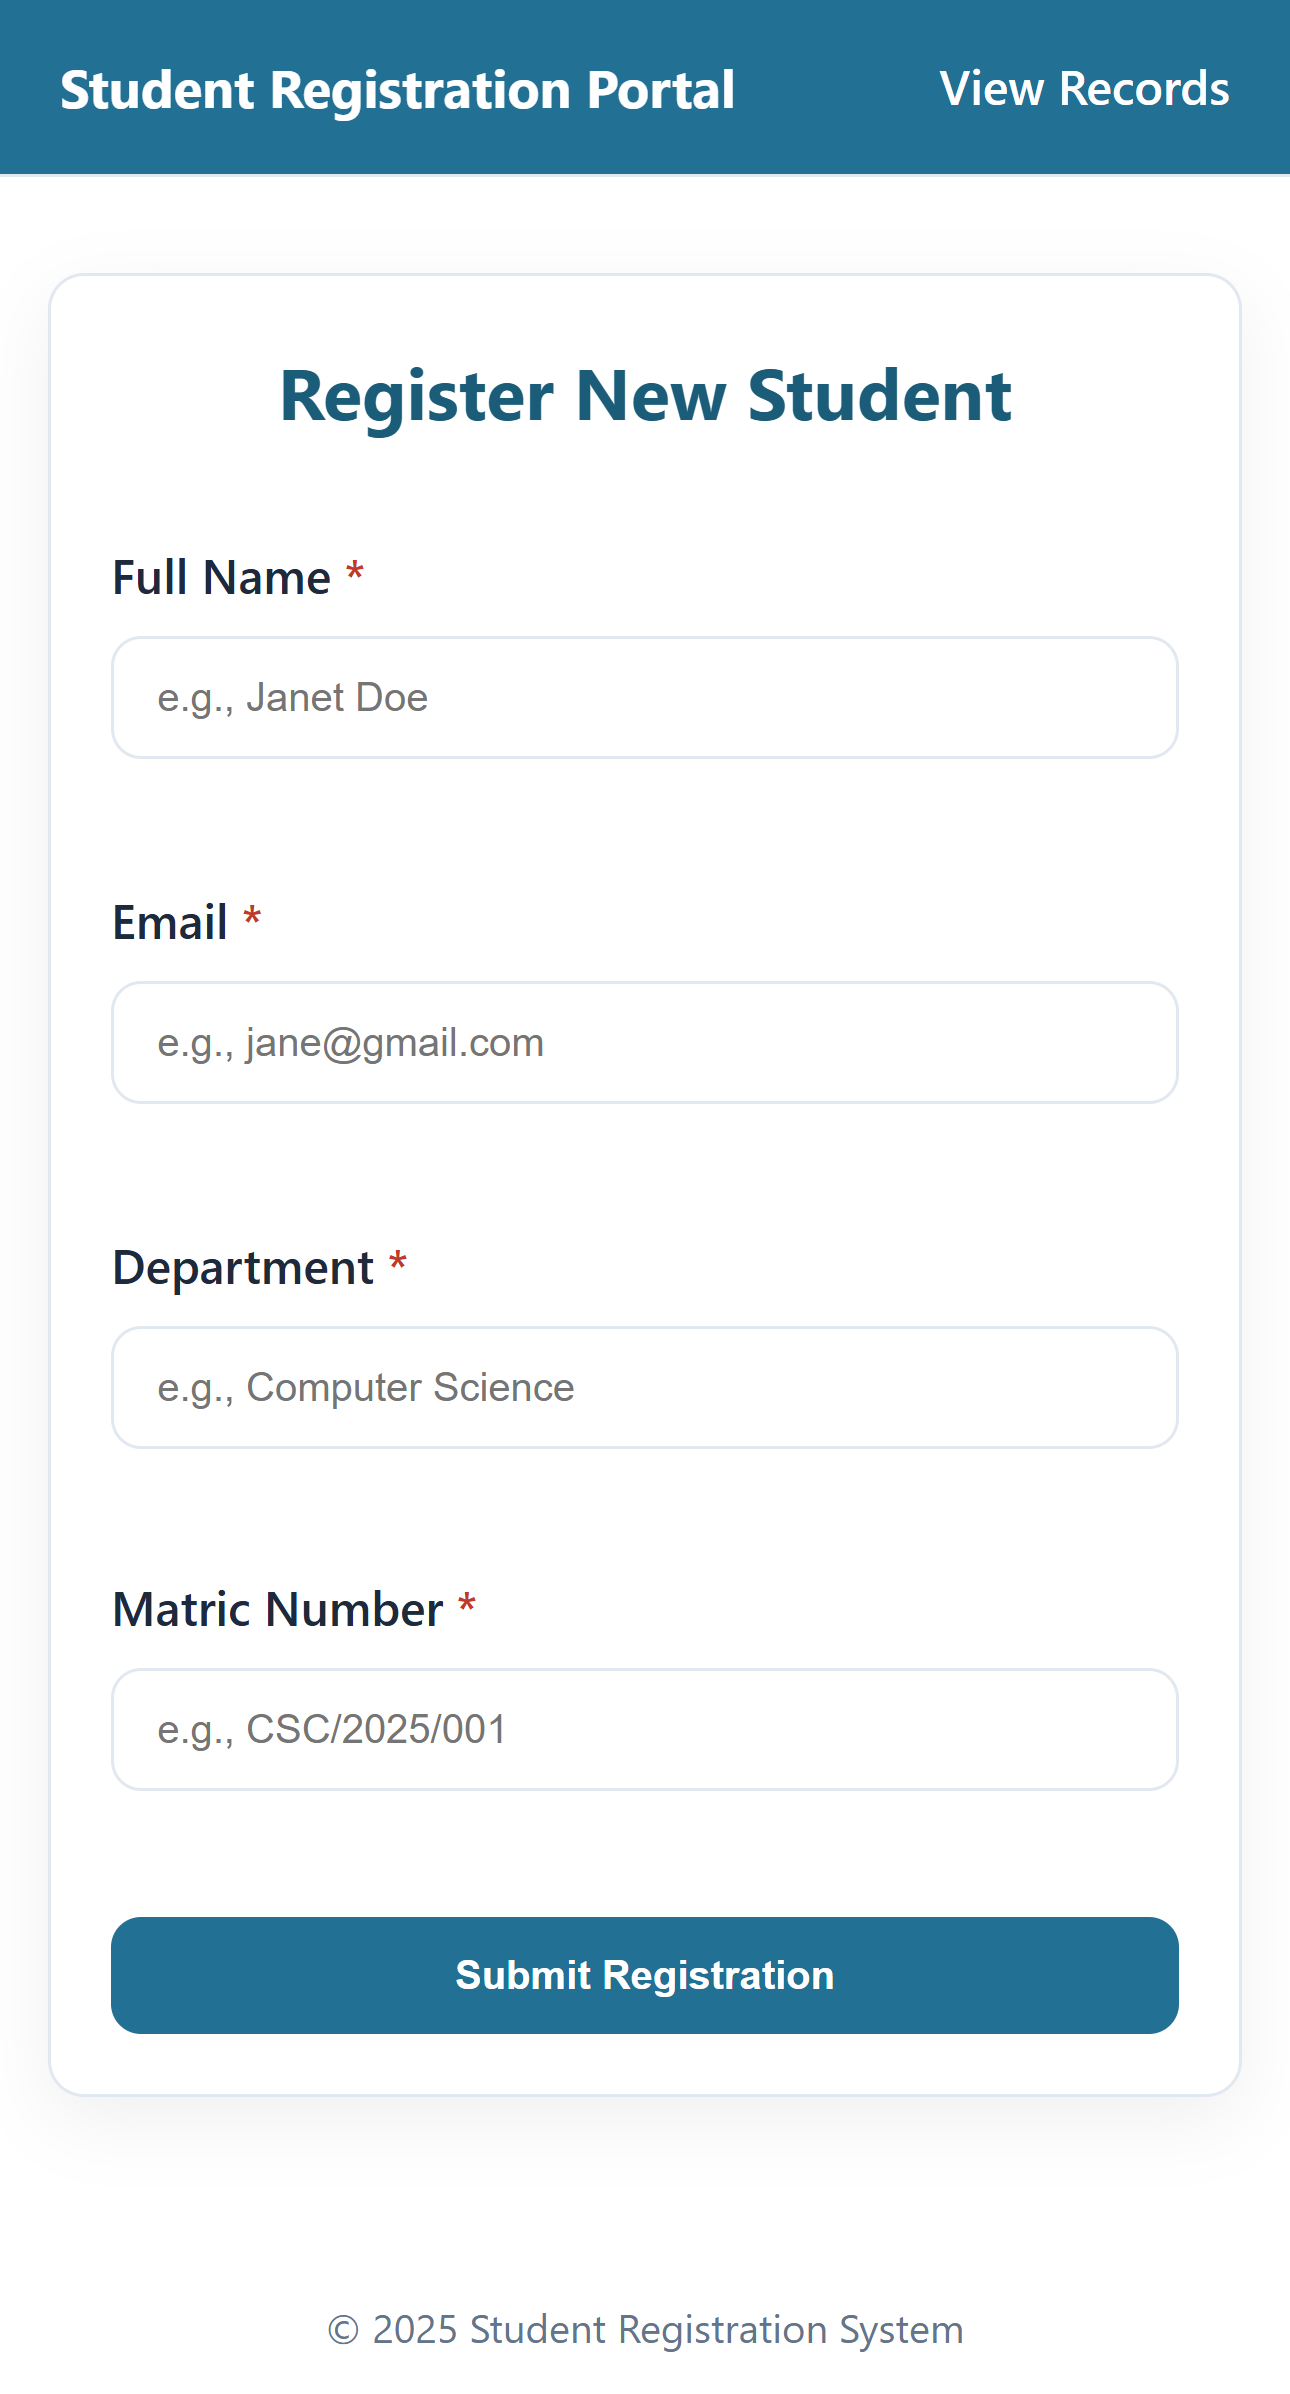 Student Registration Portal
View Records
Register New Student
Full Name *
e.g., Janet Doe
Email *
e.g., jane@gmail.com
Department *
e.g., Computer Science
Matric Number *
e.g., CSC/2025/001
Submit Registration
© 2025 Student Registration System